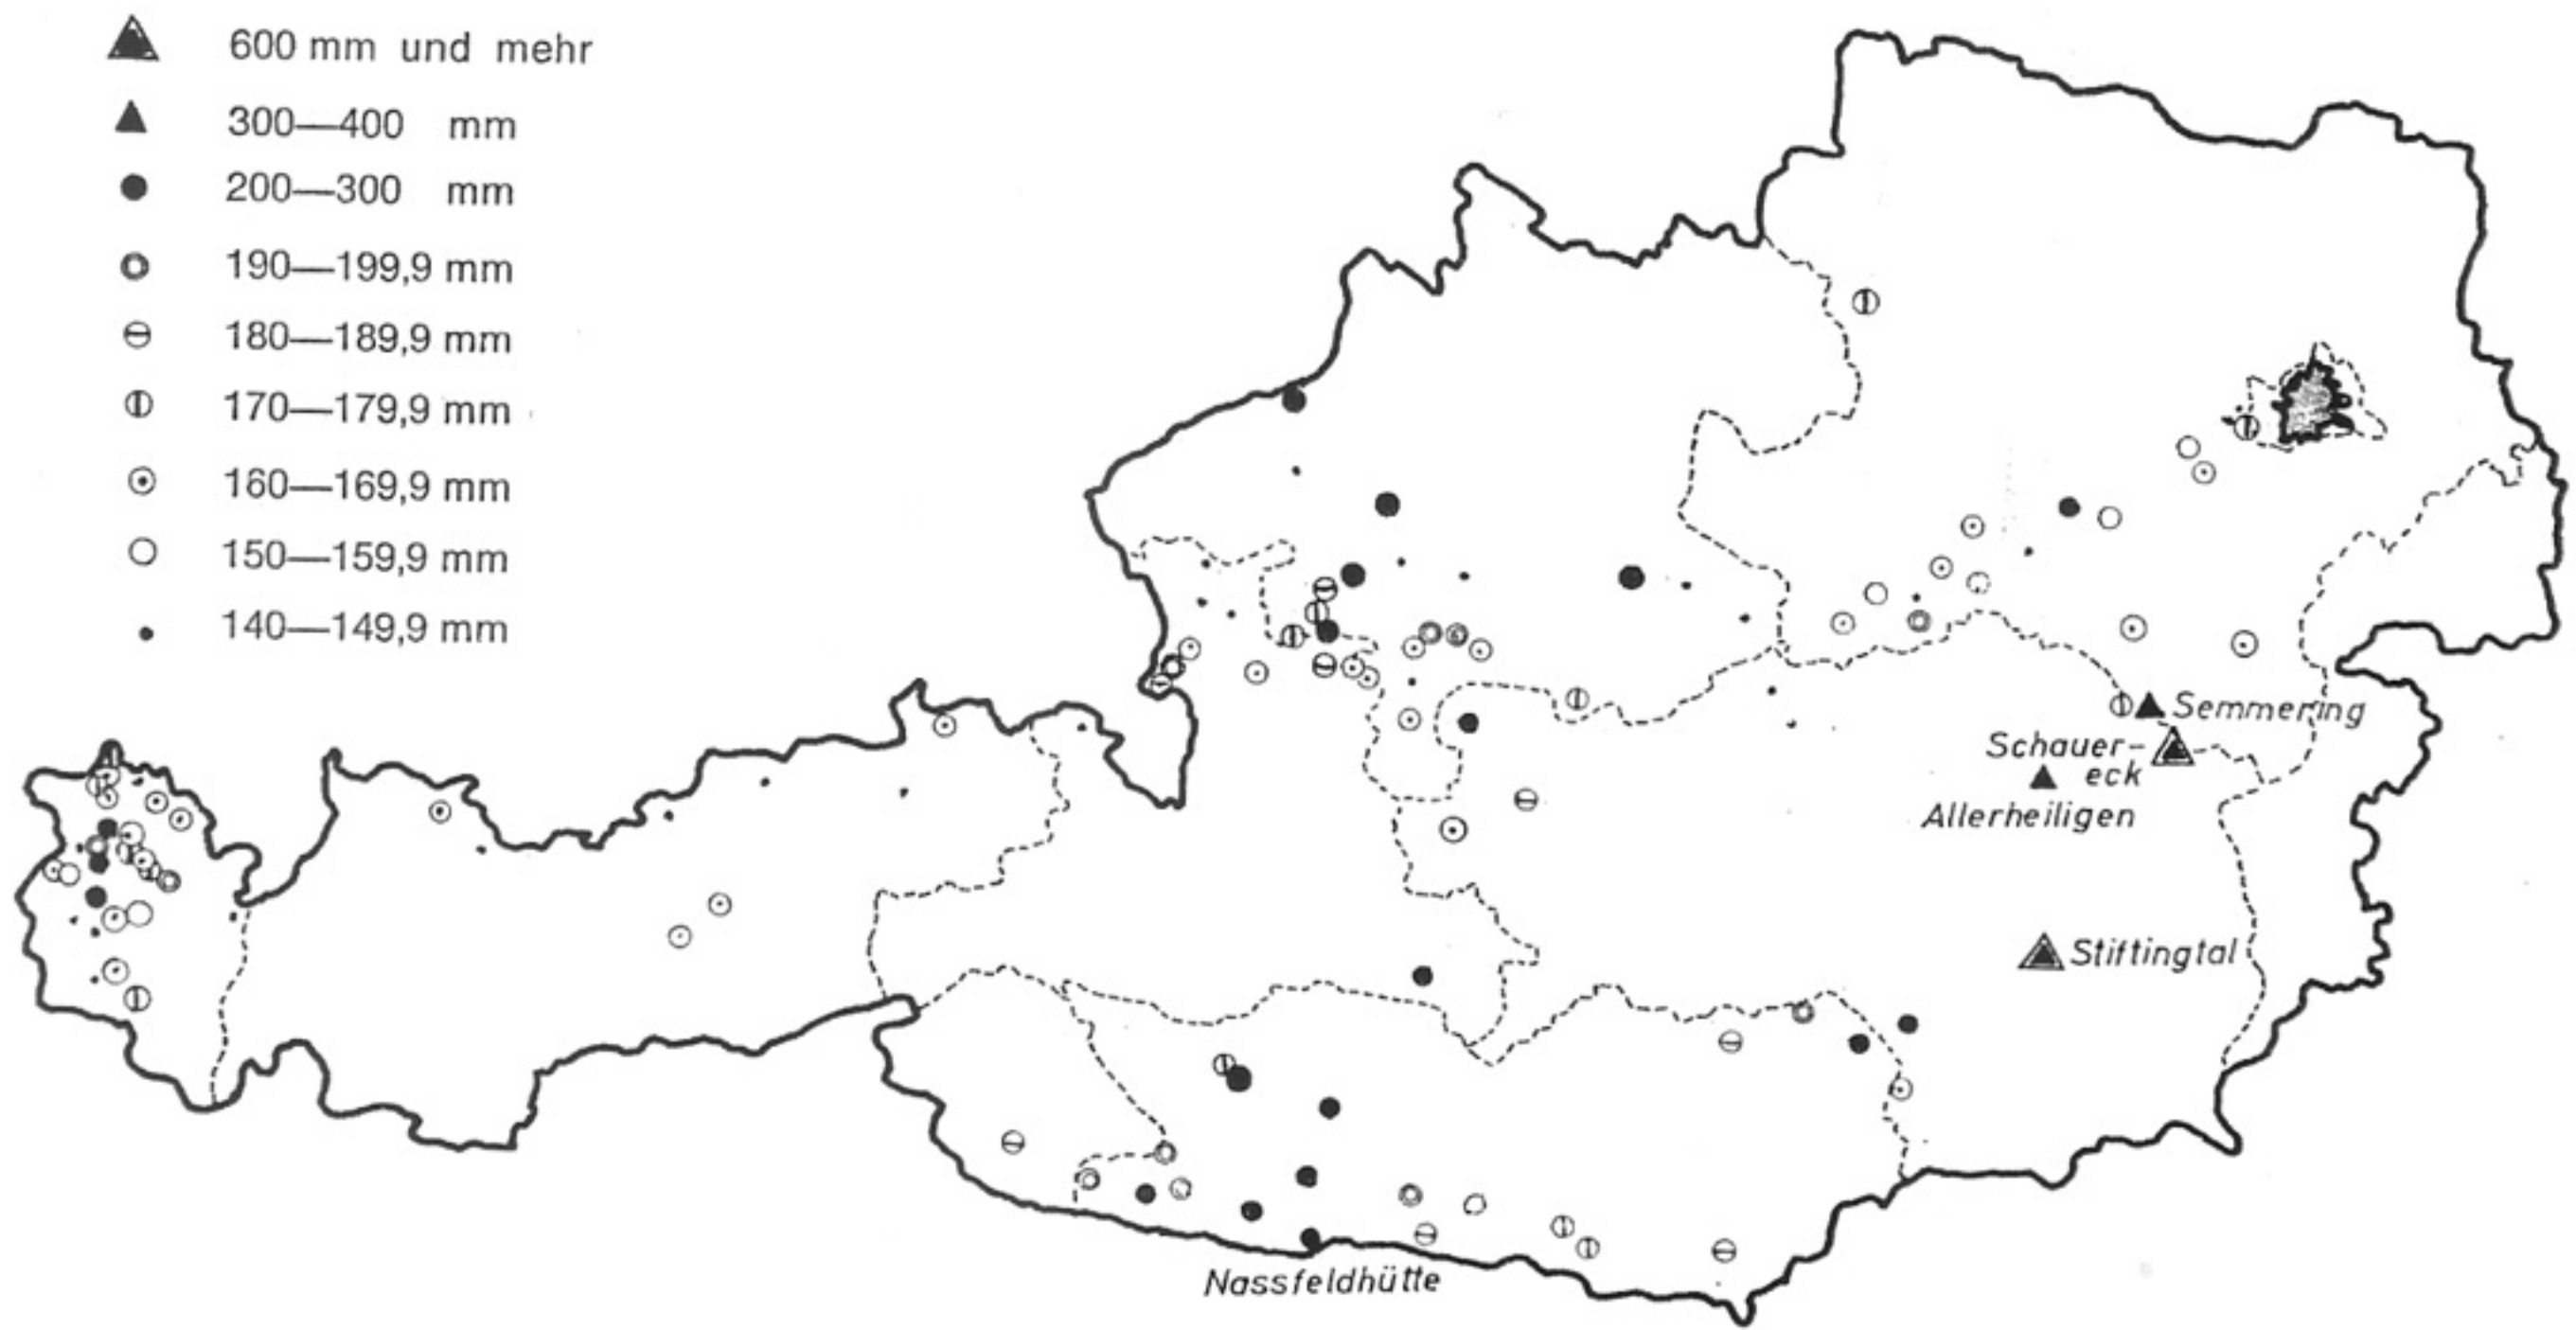 600 mm und mehr
300—400 mm
200—300 mm
190—199,9 mm
180—189,9 mm
170—179,9 mm
160—169,9 mm
150—159,9 mm
140—149,9 mm
Semmering
Schauer-
eck
Allerheiligen
Stiftingtal
Nassfeldhütte